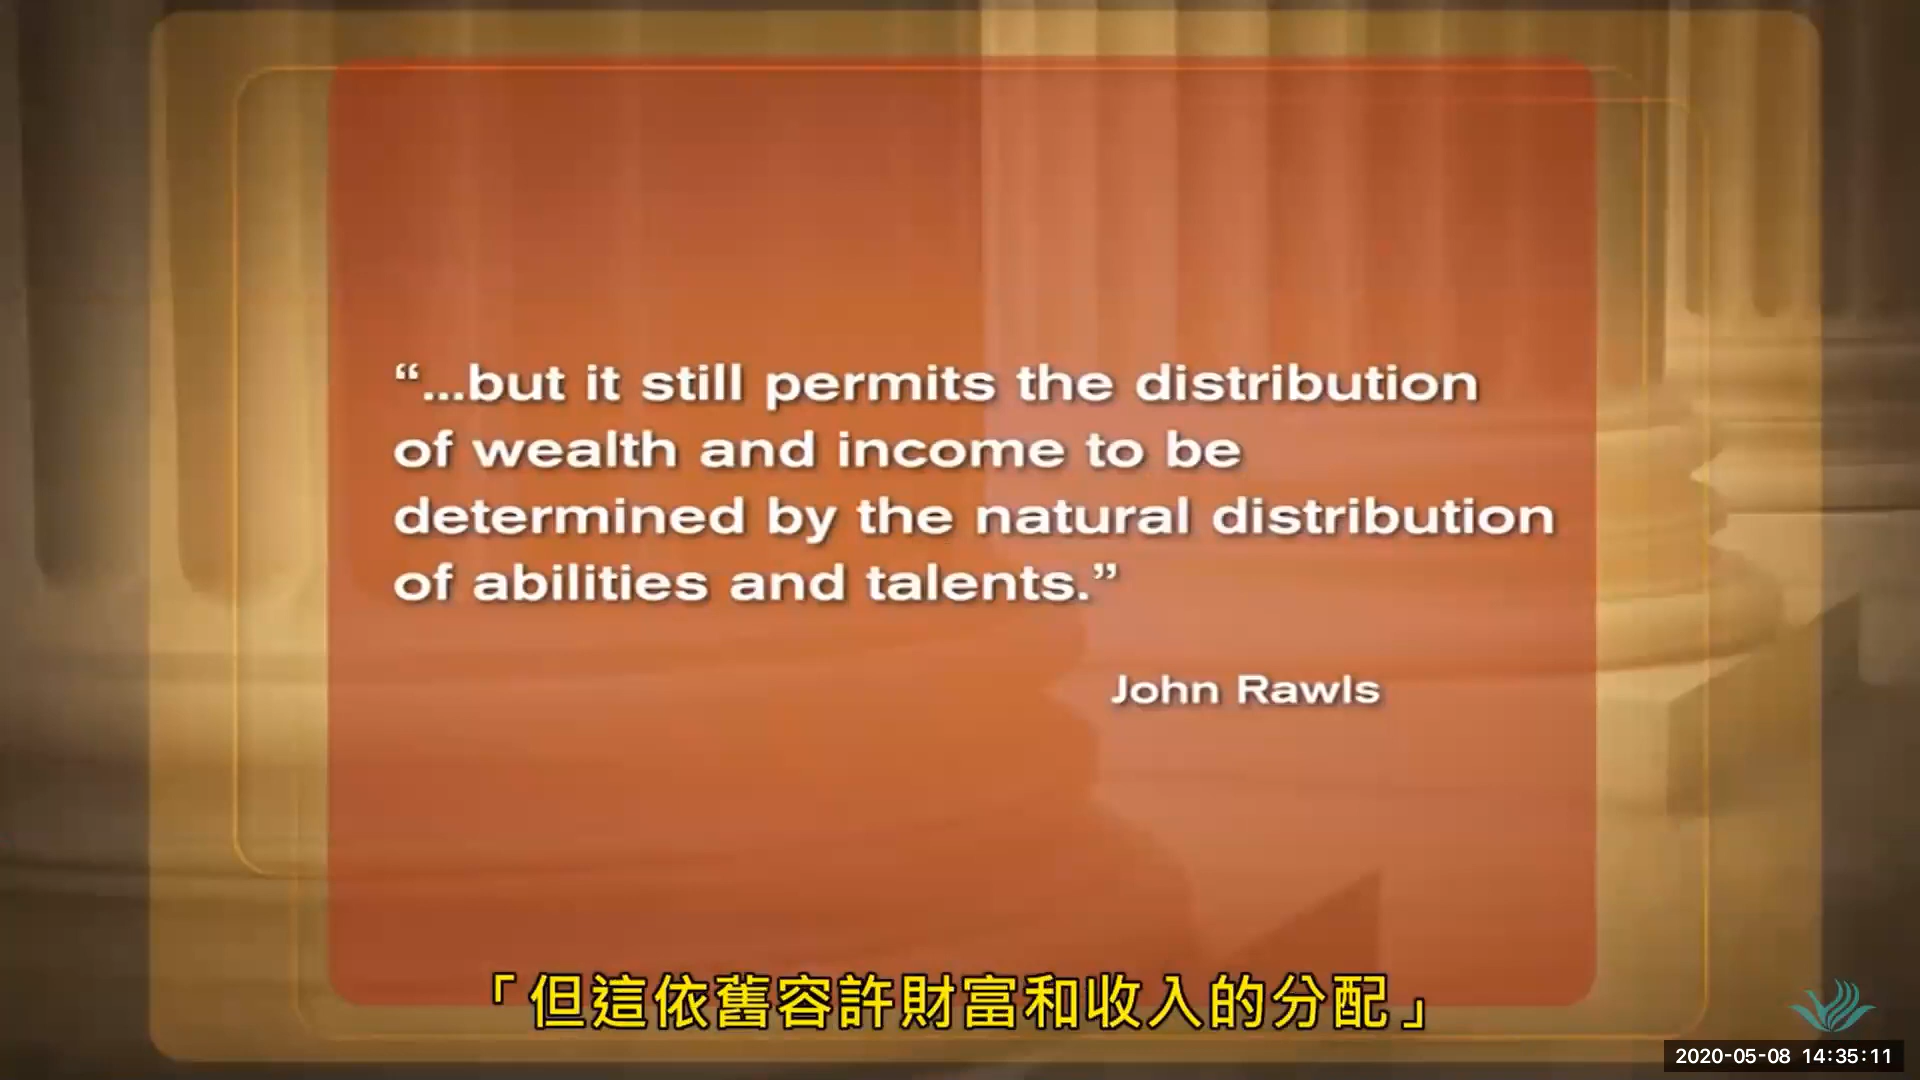 “...but it still permits the distribution
of wealth and income to be
determined by the natural distribution
of abilities and talents.”
John Rawls
「但這依舊容許財富和收入的分配」
2020-05-08 14:35:11